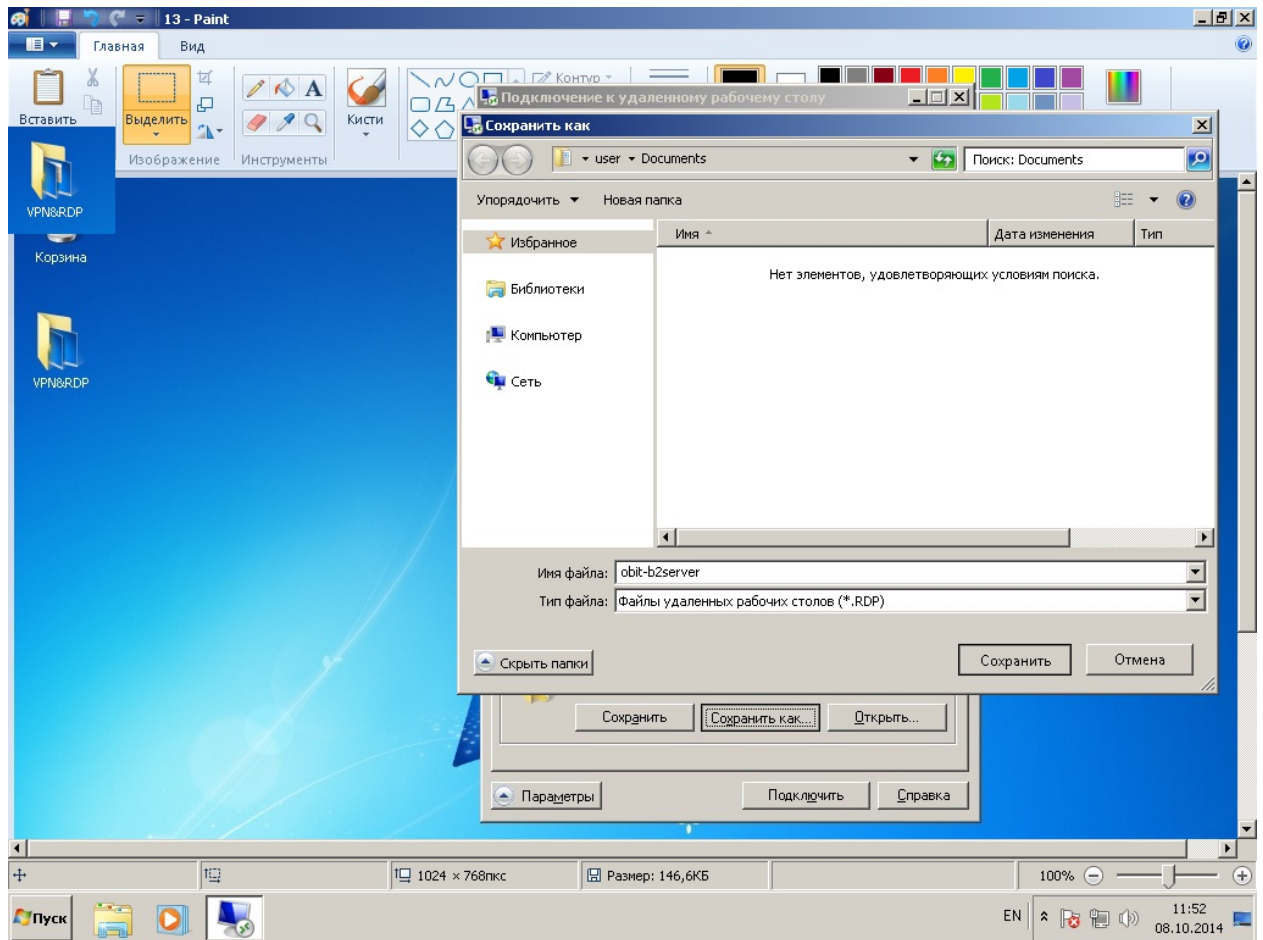 13 - Paint
Главная Вид
Вставить
Выделить
Контур
Кисти
Изображение
Инструменты
Подключение к удаленному рабочему столу
Сохранить как
user Documents
Поиск: Documents
Упорядочить Новая папка
Избранное
Библиотеки
Компьютер
Сеть
Имя Дата изменения Тип
Нет элементов, удовлетворяющих условиям поиска.
VPN&RDP
Корзина
VPN&RDP
Имя файла: obit-b2server
Тип файла: Файлы удаленных рабочих столов (*.RDP)
Скрыть папки
Сохранить Отмена
Сохранить Сохранить как... Открыть...
Параметры
Подключить Справка
1024 × 768пкс
Размер: 146,6КБ
100%
Пуск
EN
11:52
08.10.2014